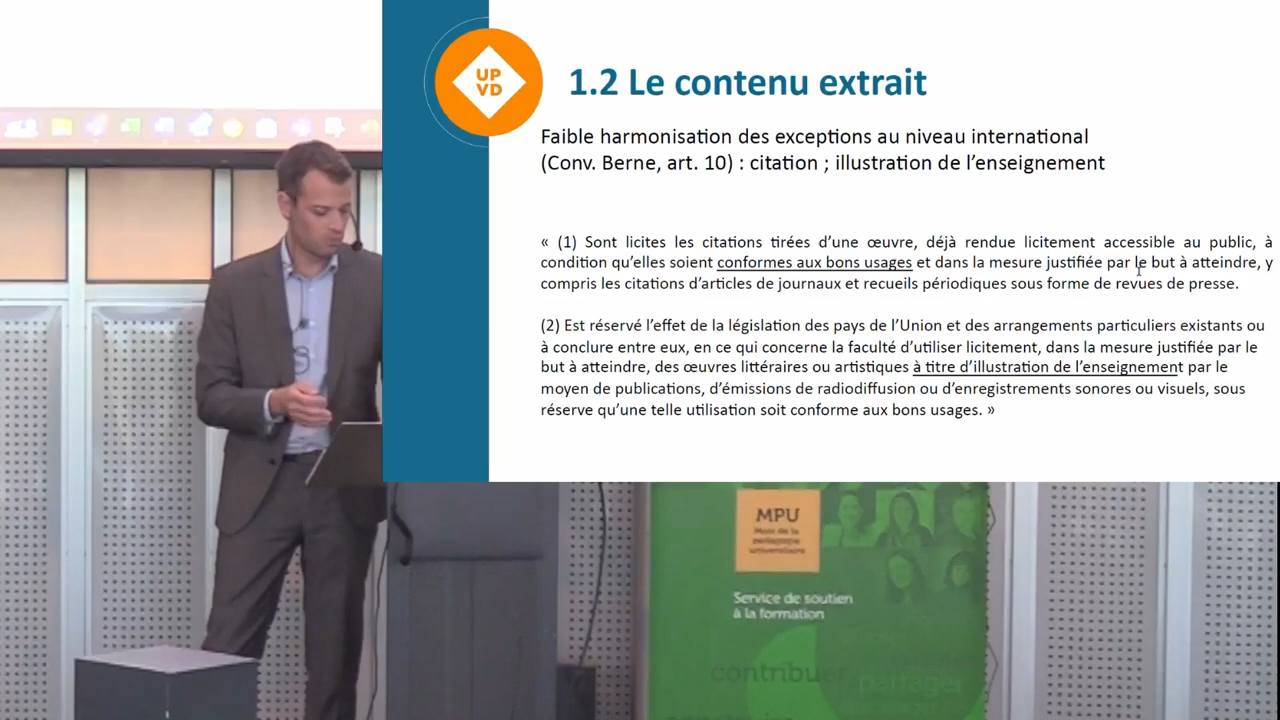 UP
VD
1.2 Le contenu extrait
Faible harmonisation des exceptions au niveau international
(Conv. Berne, art. 10) : citation ; illustration de l’enseignement
« (1) Sont licites les citations tirées d’une œuvre, déjà rendue licitement accessible au public, à
condition qu’elles soient conformes aux bons usages et dans la mesure justifiée par le but à atteindre, y
compris les citations d’articles de journaux et recueils périodiques sous forme de revues de presse.
(2) Est réservé l’effet de la législation des pays de l’Union et des arrangements particuliers existants ou
à conclure entre eux, en ce qui concerne la faculté d’utiliser licitement, dans la mesure justifiée par le
but à atteindre, des œuvres littéraires ou artistiques à titre d’illustration de l’enseignement par le
moyen de publications, d’émissions de radiodiffusion ou d’enregistrements sonores ou visuels, sous
réserve qu’une telle utilisation soit conforme aux bons usages. »
MPU
Mois de la
pédagogie
universitaire
Service de soutien
à la formation
contribuer
partager